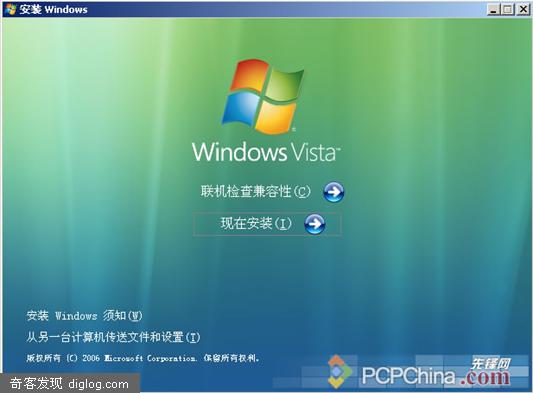 安装 Windows
Windows Vista™
联机检查兼容性(C)
现在安装(I)
安装 Windows 须知(W)
从另一台计算机传送文件和设置(T)
版权所有 (C) 2006 Microsoft Corporation. 保留所有权利。
先锋网
PCPChina.com
奇客发现 diglog.com